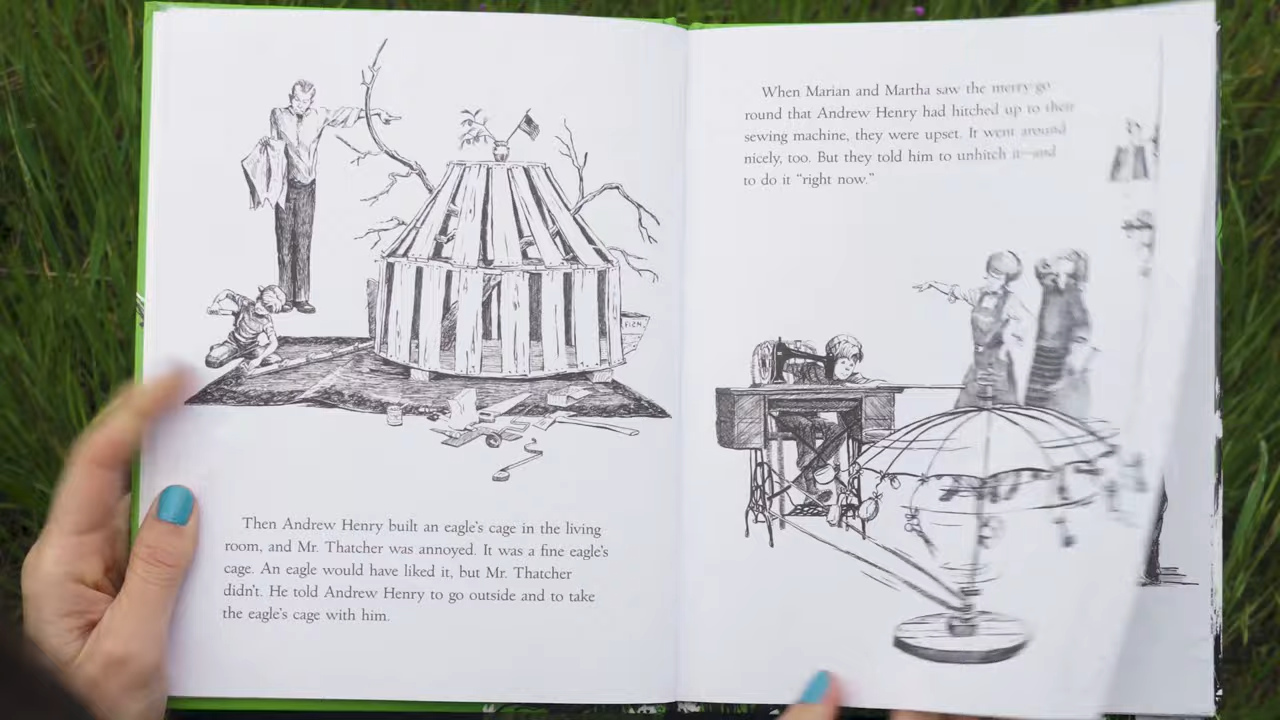 Then Andrew Henry built an eagle's cage in the living
room, and Mr. Thatcher was annoyed. It was a fine eagle's
cage. An eagle would have liked it, but Mr. Thatcher
didn't. He told Andrew Henry to go outside and to take
the eagle's cage with him.
When Marian and Martha saw the merry-go
round that Andrew Henry had hitched up to their
sewing machine, they were upset. It went around
nicely, too. But they told him to unhitch it—and
to do it “right now.”